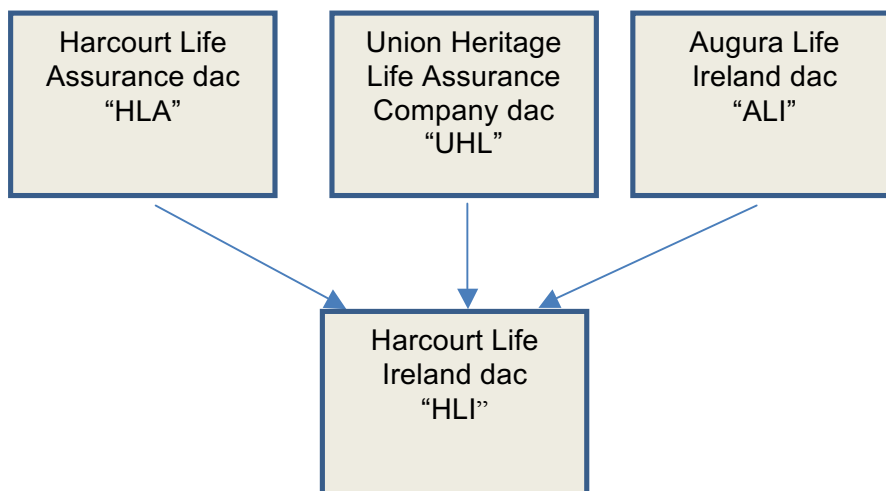 Harcourt Life
Assurance dac
“HLA”
Union Heritage
Life Assurance
Company dac
“UHL”
Augura Life
Ireland dac
“ALI”
Harcourt Life
Ireland dac
“HLI”